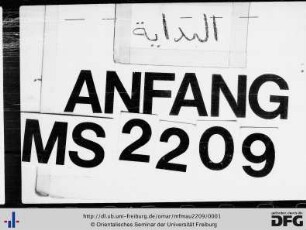 البداية
ANFANG
MS 2209
http://dl.ub.uni-freiburg.de/omar/mfmau2209/0001
© Orientalisches Seminar der Universität Freiburg
DFG